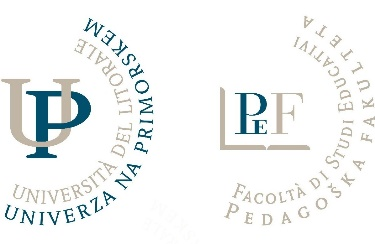 UP
UNIVERSITÀ DEL LITORALE
UNIVERZA NA PRIMORSKEM
PEF
FACOLTÀ DI STUDI EDUCATIVI
PEDAGOŠKA FAKULTETA